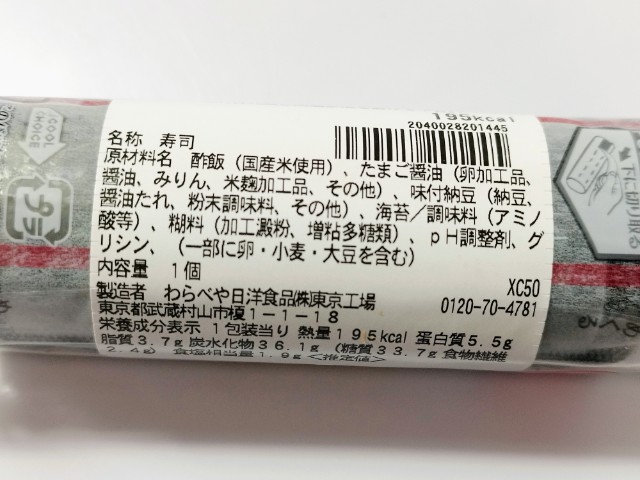 195kcal
2040028201445
名称 寿司
原材料名 酢飯(国産米使用)、たまご醤油(卵加工品、
醤油、みりん、米麹加工品、その他)、味付納豆(納豆、
醤油たれ、粉末調味料、その他)、海苔/調味料(アミノ
酸等)、糊料(加工澱粉、増粘多糖類)、pH調整剤、グ
リシン、(一部に卵・小麦・大豆を含む)
内容量 1個
XC50
製造者 わらべや日洋食品㈱東京工場
0120-70-4781
東京都武蔵村山市榎1-1-18
栄養成分表示 1包装当り 熱量195kcal 蛋白質5.5g
脂質3.7g 炭水化物36.1g (糖質33.7g 食物繊維
2.4g) 食塩相当量1.9g <推定値>
COOL
CHOICE
プラ
下に切り取る